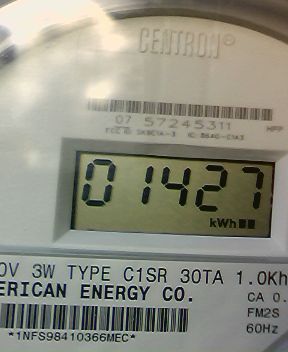 CENTRON®
07 57245311
HPP
01427
kWh
0V 3W TYPE C1SR 30TA 1.0Kh
ERICAN ENERGY CO.
CA 0.
FM2S
60Hz
*1NFS98410366MEC*